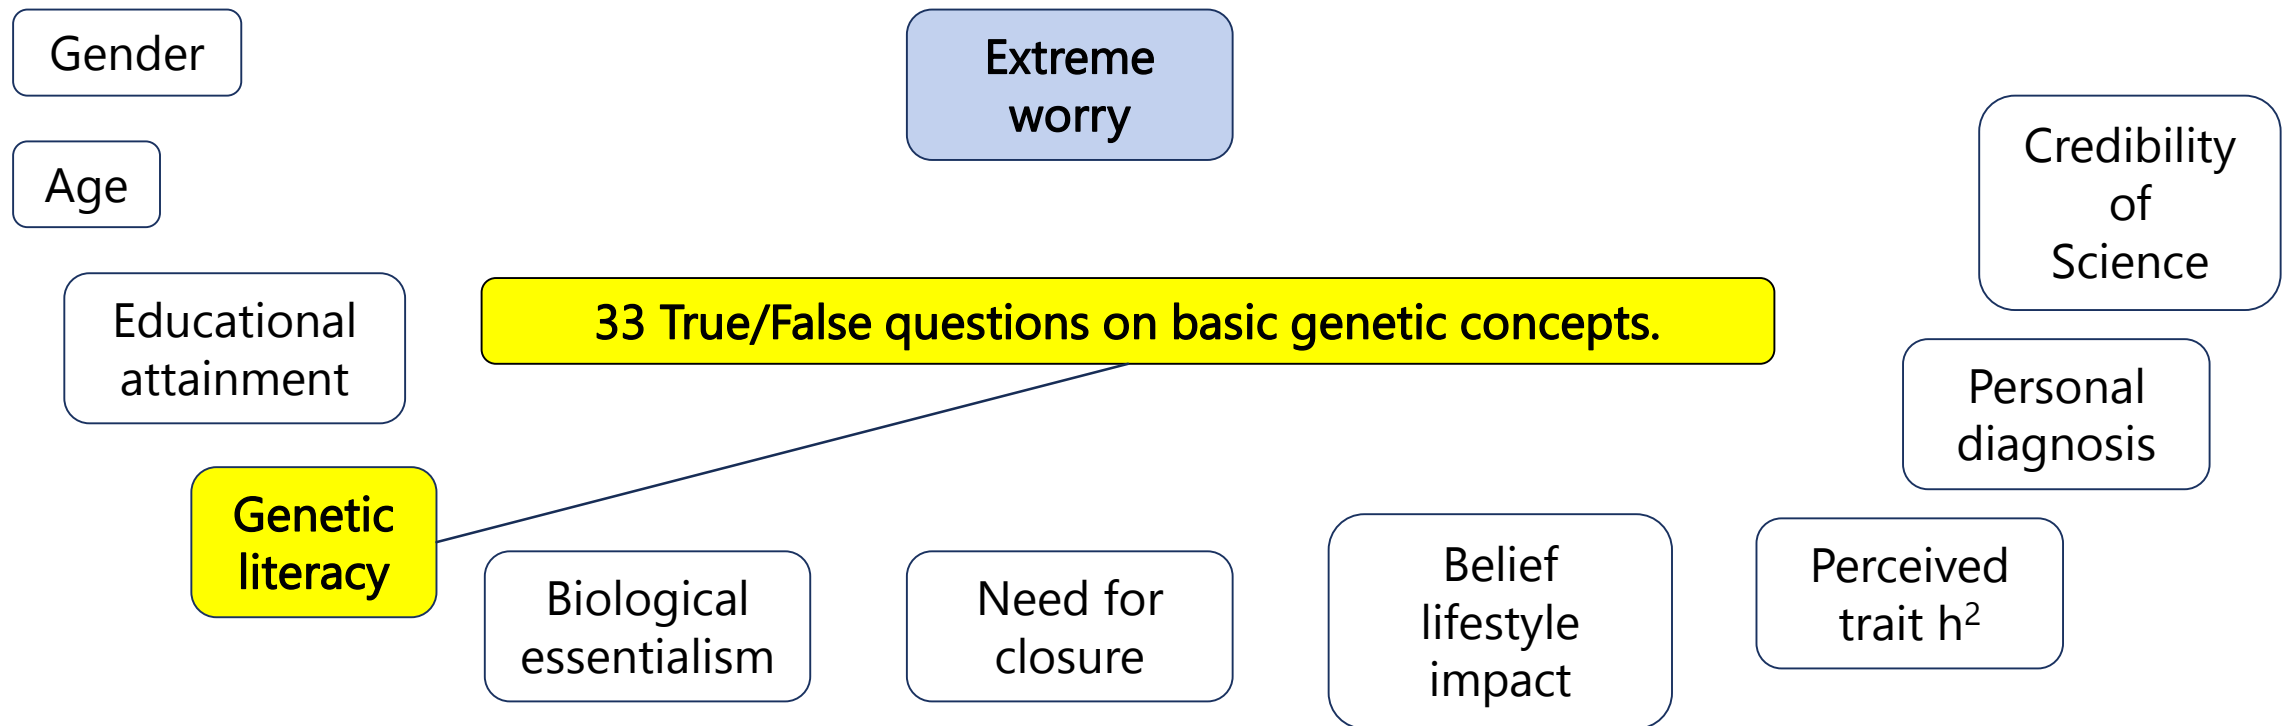 Gender
Extreme
worry
Age
Credibility
of
Science
Educational
attainment
33 True/False questions on basic genetic concepts.
Personal
diagnosis
Genetic
literacy
Biological
essentialism
Need for
closure
Belief
lifestyle
impact
Perceived
trait h²